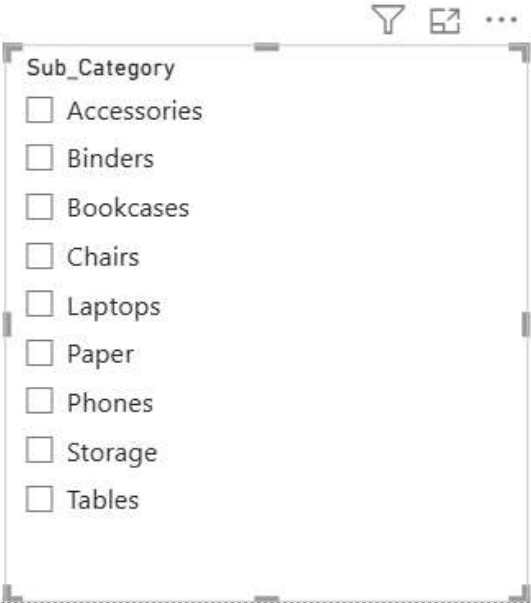 Sub_Category
Accessories
Binders
Bookcases
Chairs
Laptops
Paper
Phones
Storage
Tables